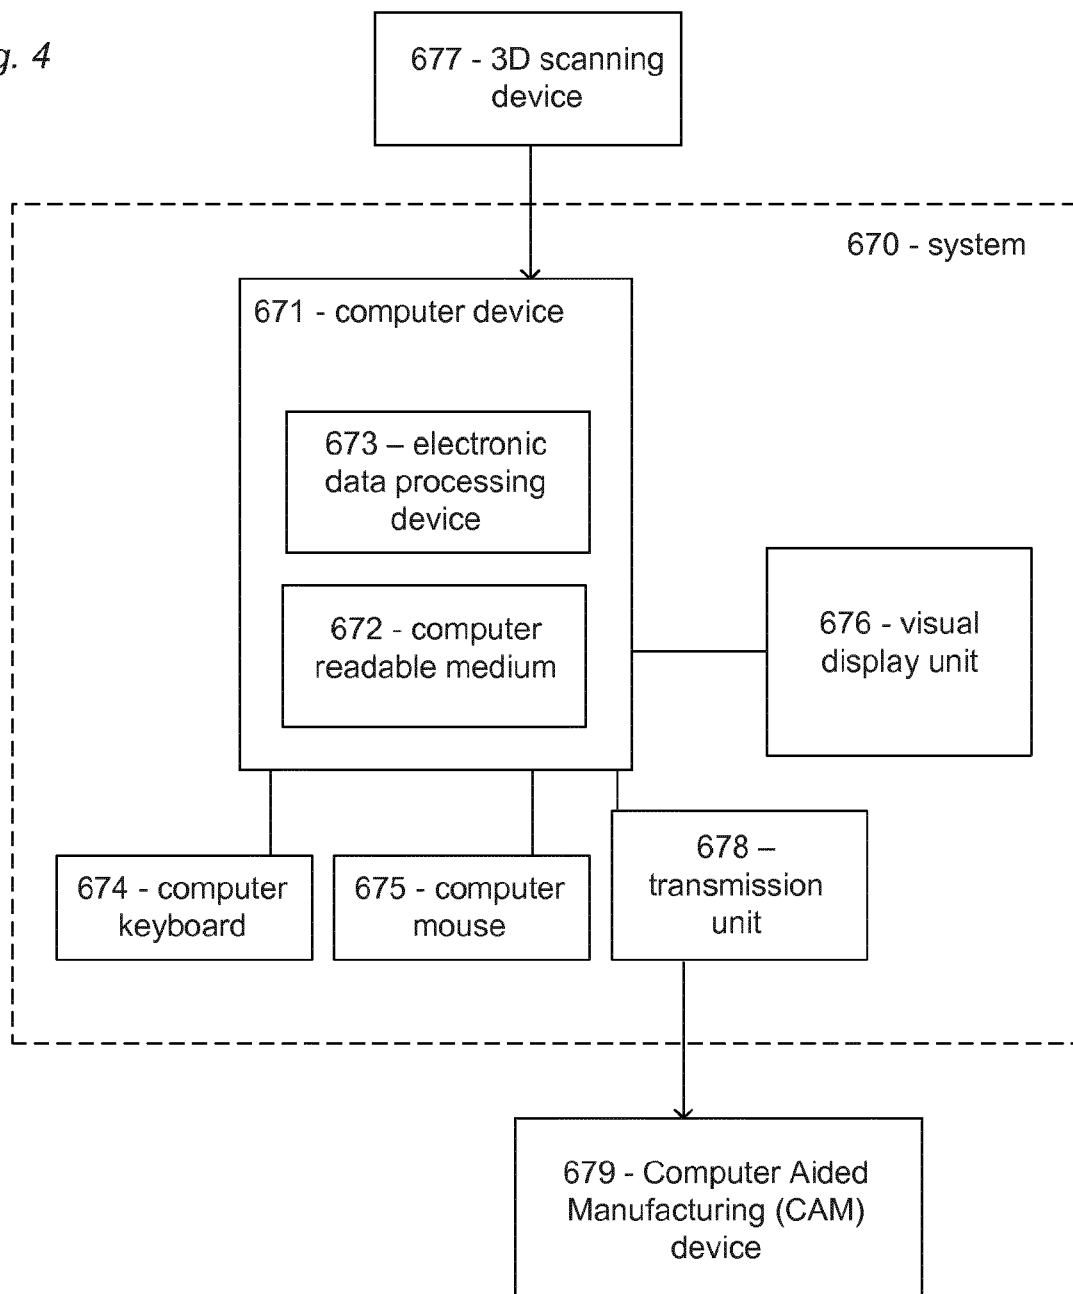 g. 4
677 - 3D scanning
device
670 - system
671 - computer device
673 – electronic
data processing
device
672 - computer
readable medium
676 - visual
display unit
674 - computer
keyboard
675 - computer
mouse
678 –
transmission
unit
679 - Computer Aided
Manufacturing (CAM)
device